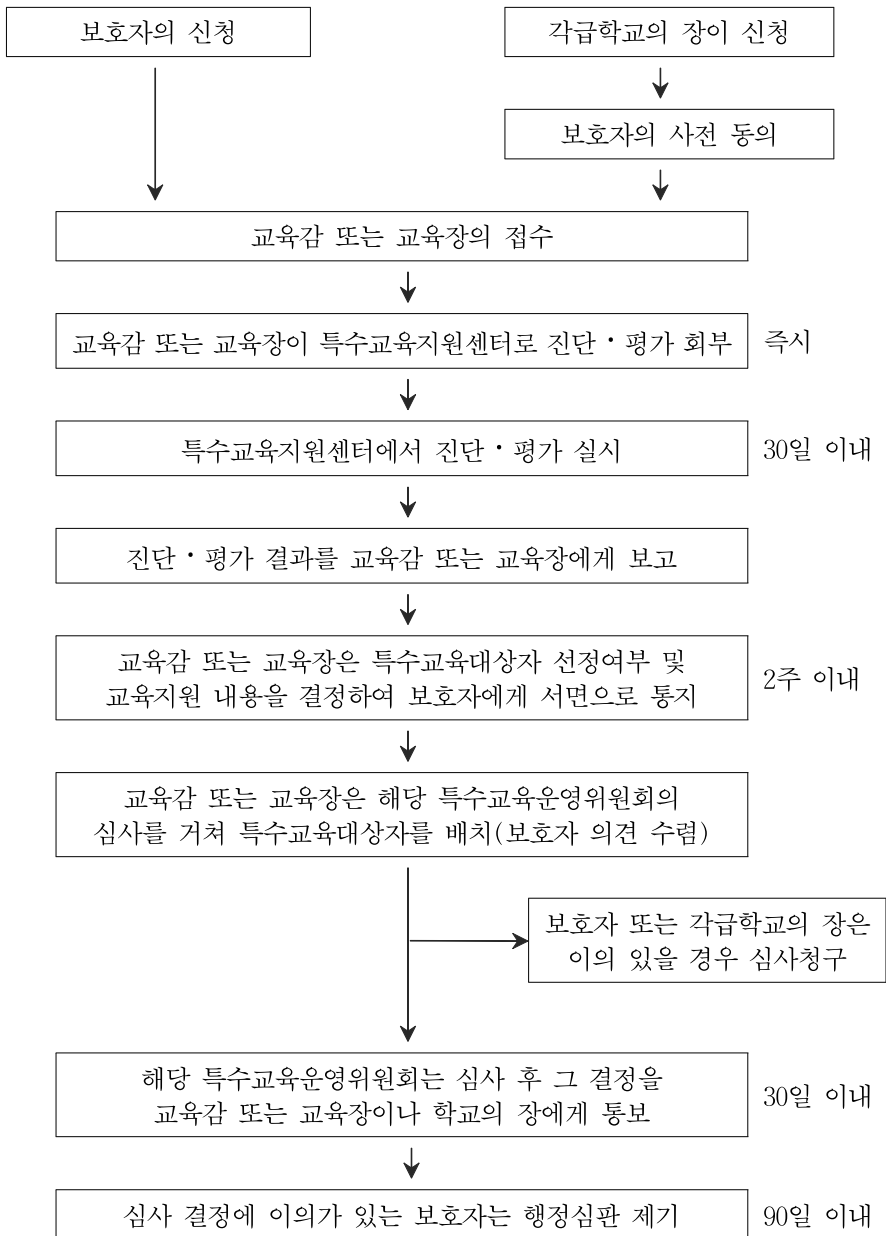 보호자의 신청
각급학교의 장이 신청
보호자의 사전 동의
교육감 또는 교육장의 접수
교육감 또는 교육장이 특수교육지원센터로 진단・평가 회부
즉시
특수교육지원센터에서 진단・평가 실시
30일 이내
진단・평가 결과를 교육감 또는 교육장에게 보고
교육감 또는 교육장은 특수교육대상자 선정여부 및
교육지원 내용을 결정하여 보호자에게 서면으로 통지
2주 이내
교육감 또는 교육장은 해당 특수교육운영위원회의
심사를 거쳐 특수교육대상자를 배치(보호자 의견 수렴)
보호자 또는 각급학교의 장은
이의 있을 경우 심사청구
해당 특수교육운영위원회는 심사 후 그 결정을
교육감 또는 교육장이나 학교의 장에게 통보
30일 이내
심사 결정에 이의가 있는 보호자는 행정심판 제기
90일 이내